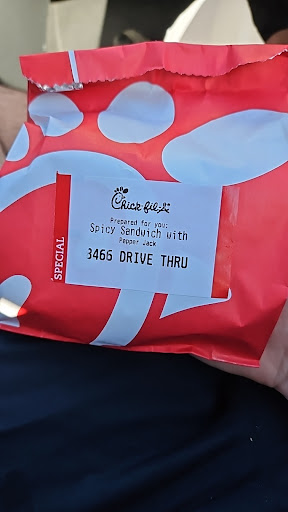 Chick-fil-A
Prepared for you:
Spicy Sandwich with
Pepper Jack
3466 DRIVE THRU
SPECIAL